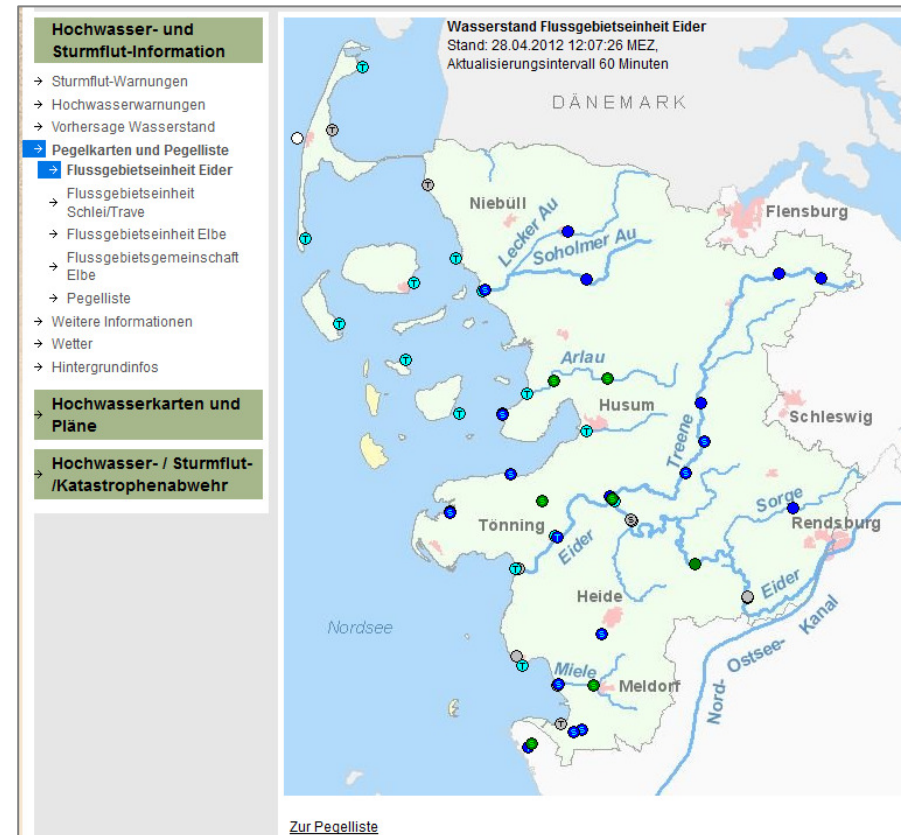 Hochwasser- und
Sturmflut-Information
→ Sturmflut-Warnungen
→ Hochwasserwarnungen
→ Vorhersage Wasserstand
→ Pegelkarten und Pegelliste
→ Flussgebietseinheit Eider
→ Flussgebietseinheit
Schlei/Trave
→ Flussgebietseinheit Elbe
→ Flussgebietsgemeinschaft
Elbe
→ Pegelliste
→ Weitere Informationen
→ Wetter
→ Hintergrundinfos
→ Hochwasserkarten und
Pläne
→ Hochwasser- / Sturmflut-
/Katastrophenabwehr
Wasserstand Flussgebietseinheit Eider
Stand: 28.04.2012 12:07:26 MEZ,
Aktualisierungsintervall 60 Minuten
DÄNEMARK
Niebüll
Lecker Au
Soholmer Au
Flensburg
Arlau
Husum
Treene
Schleswig
Tönning
Eider
Sorge
Rendsburg
Heide
Eider
Nordsee
Miele
Meldorf
Nord-
Ostsee-
Kanal
Zur Pegelliste